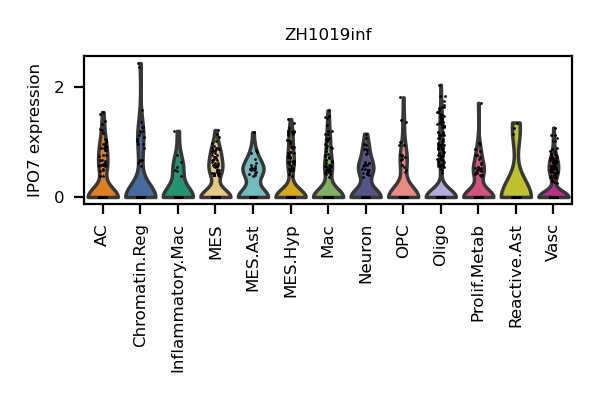 ZH1019inf
IPO7 expression
2
0
AC
Chromatin.Reg
Inflammatory.Mac
MES
MES.Ast
MES.Hyp
Mac
Neuron
OPC
Oligo
Prolif.Metab
Reactive.Ast
Vasc